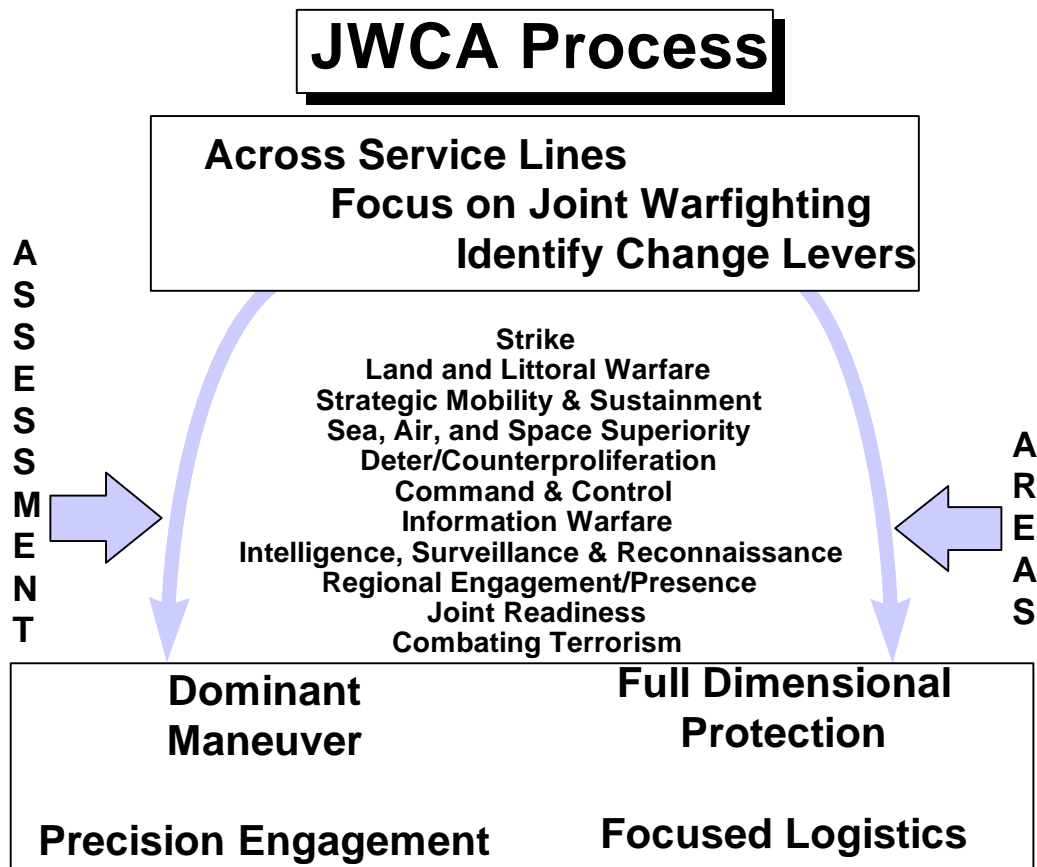 JWCA Process
Across Service Lines
Focus on Joint Warfighting
Identify Change Levers
ASSESSMENT
Strike
Land and Littoral Warfare
Strategic Mobility & Sustainment
Sea, Air, and Space Superiority
Deter/Counterproliferation
Command & Control
Information Warfare
Intelligence, Surveillance & Reconnaissance
Regional Engagement/Presence
Joint Readiness
Combating Terrorism
AREAS
Dominant
Maneuver
Full Dimensional
Protection
Precision Engagement
Focused Logistics